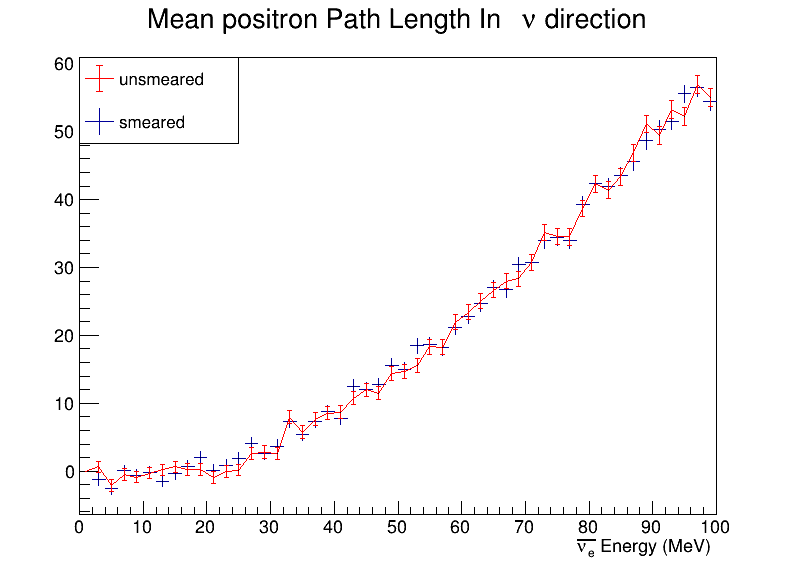 Mean positron Path Length In ν direction
unsmeared
smeared
60
50
40
30
20
10
0
0 10 20 30 40 50 60 70 80 90 100
ν̅ₑ Energy (MeV)